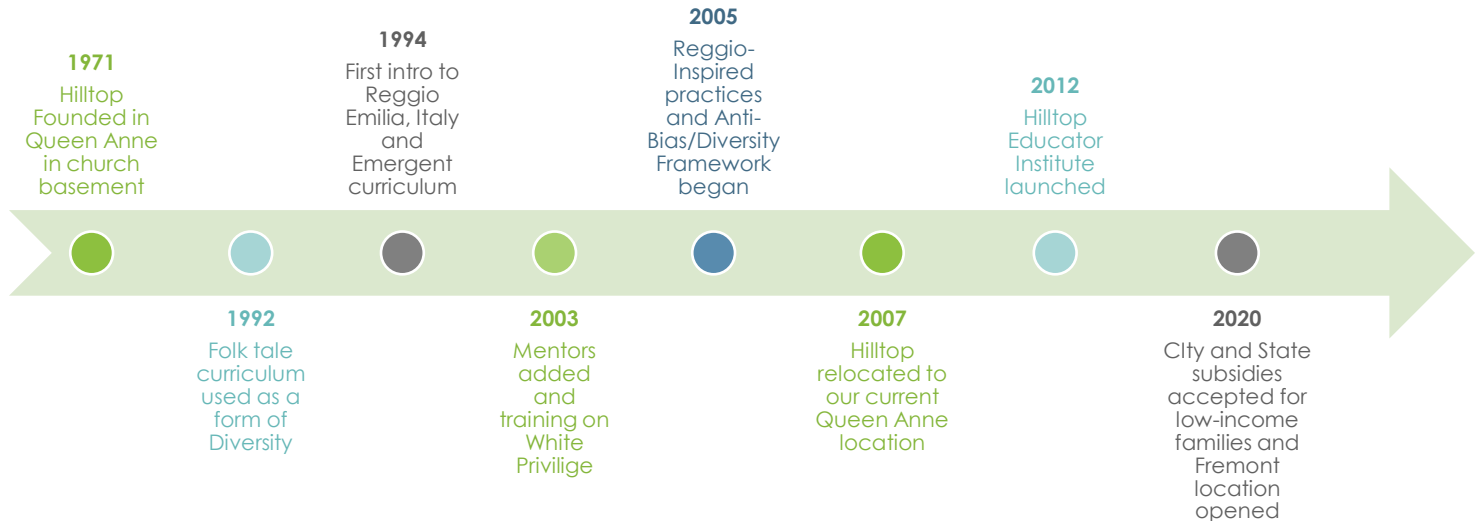 1971
Hilltop
Founded in
Queen Anne
in church
basement
1992
Folk tale
curriculum
used as a
form of
Diversity
1994
First intro to
Reggio
Emilia, Italy
and
Emergent
curriculum
2003
Mentors
added
and
training on
White
Privilige
2005
Reggio-
Inspired
practices
and Anti-
Bias/Diversity
Framework
began
2007
Hilltop
relocated to
our current
Queen Anne
location
2012
Hilltop
Educator
Institute
launched
2020
CIty and State
subsidies
accepted for
low-income
families and
Fremont
location
opened